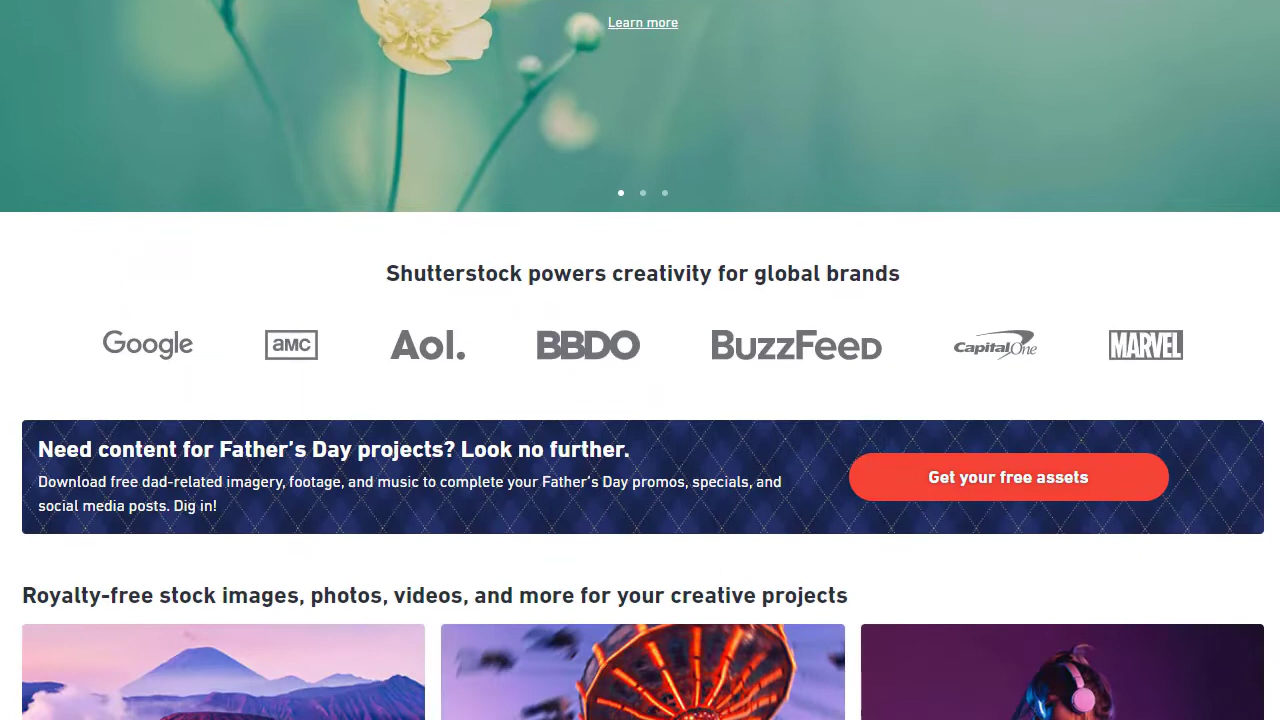 Learn more
Shutterstock powers creativity for global brands
Google AMC Aol. BBDO BuzzFeed Capital One MARVEL
Need content for Father's Day projects? Look no further.
Download free dad-related imagery, footage, and music to complete your Father's Day promos, specials, and
social media posts. Dig in!
Get your free assets
Royalty-free stock images, photos, videos, and more for your creative projects